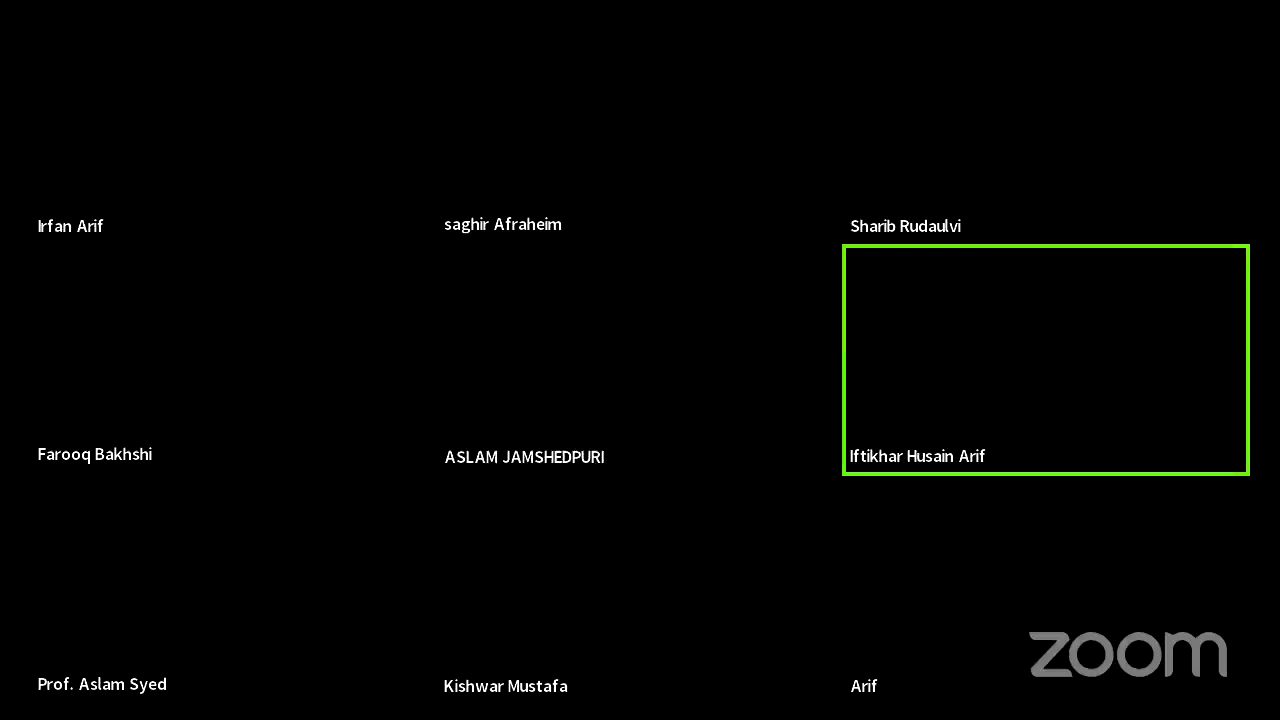 Irfan Arif
saghir Afraheim
Sharib Rudaulvi
Farooq Bakhshi
ASLAM JAMSHEDPURI
Iftikhar Husain Arif
Prof. Aslam Syed
Kishwar Mustafa
Arif
zoom